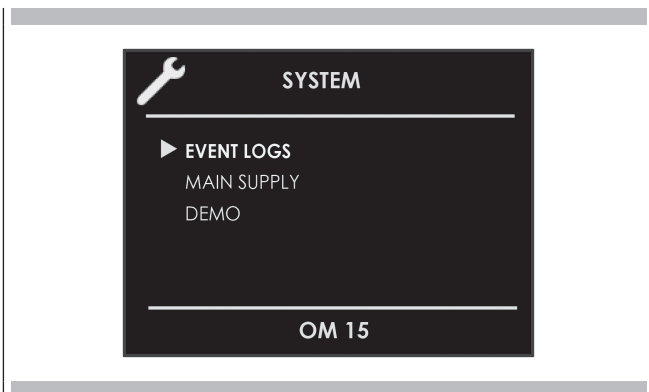 SYSTEM
EVENT LOGS
MAIN SUPPLY
DEMO
OM 15